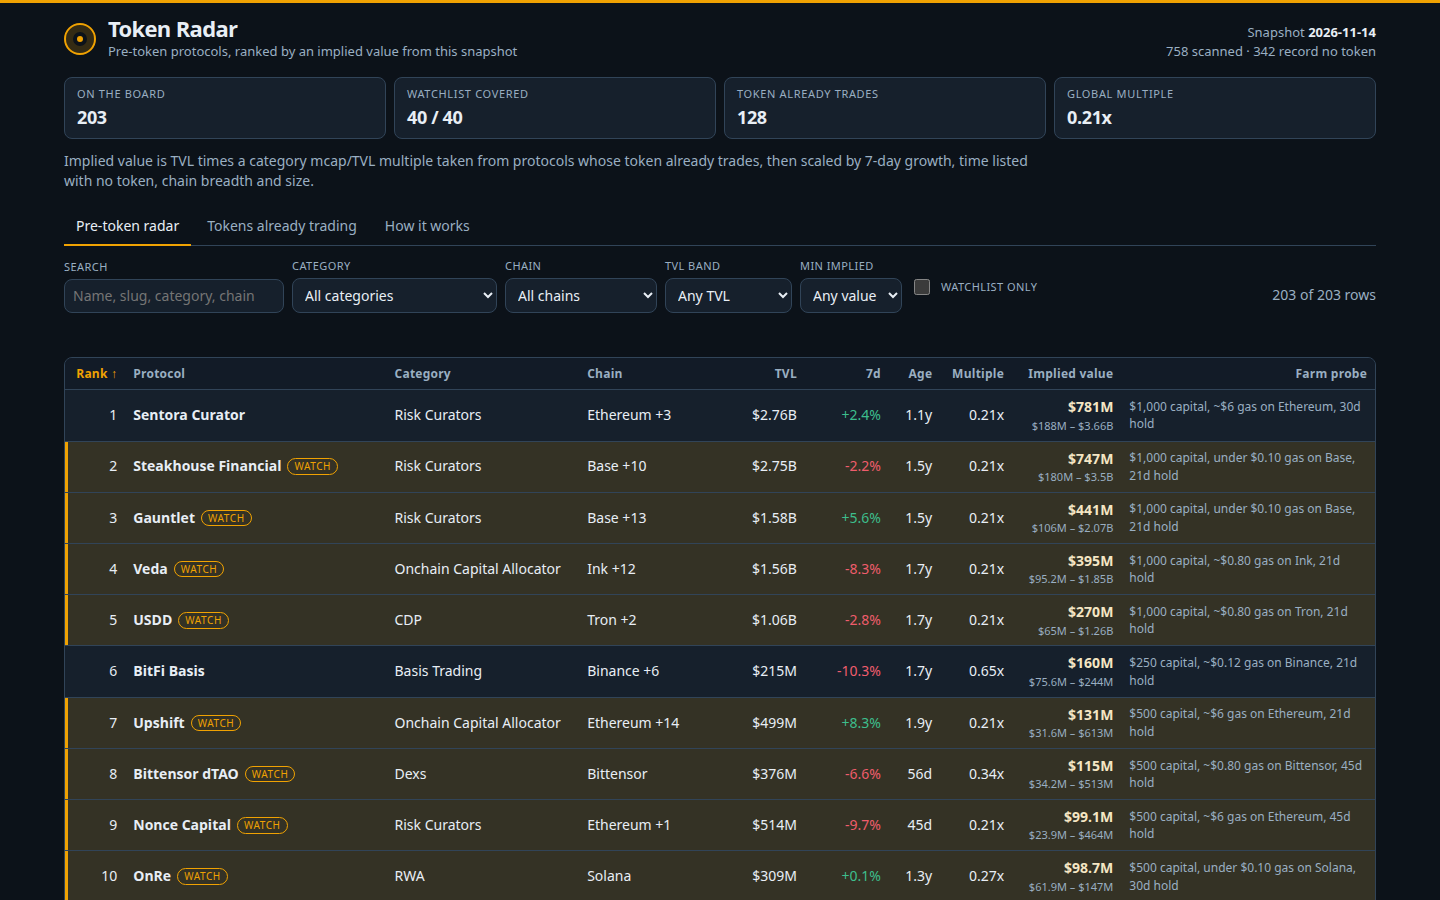 Token Radar
Pre-token protocols, ranked by an implied value from this snapshot
Snapshot 2026-11-14
758 scanned · 342 record no token
ON THE BOARD
203
WATCHLIST COVERED
40 / 40
TOKEN ALREADY TRADES
128
GLOBAL MULTIPLE
0.21x
Implied value is TVL times a category mcap/TVL multiple taken from protocols whose token already trades, then scaled by 7-day growth, time listed
with no token, chain breadth and size.
Pre-token radar Tokens already trading How it works
SEARCH CATEGORY CHAIN TVL BAND MIN IMPLIED
Name, slug, category, chain All categories All chains Any TVL Any value WATCHLIST ONLY 203 of 203 rows
Rank ↑ Protocol Category Chain TVL 7d Age Multiple Implied value Farm probe
1 Sentora Curator Risk Curators Ethereum +3 $2.76B +2.4% 1.1y 0.21x $781M $1,000 capital, ~$6 gas on Ethereum, 30d
$188M – $3.66B hold
2 Steakhouse Financial WATCH Risk Curators Base +10 $2.75B -2.2% 1.5y 0.21x $747M $1,000 capital, under $0.10 gas on Base,
$180M – $3.5B 21d hold
3 Gauntlet WATCH Risk Curators Base +13 $1.58B +5.6% 1.5y 0.21x $441M $1,000 capital, under $0.10 gas on Base,
$106M – $2.07B 21d hold
4 Veda WATCH Onchain Capital Allocator Ink +12 $1.56B -8.3% 1.7y 0.21x $395M $1,000 capital, ~$0.80 gas on Ink, 21d
$95.2M – $1.85B hold
5 USDD WATCH CDP Tron +2 $1.06B -2.8% 1.7y 0.21x $270M $1,000 capital, ~$0.80 gas on Tron, 21d
$65M – $1.26B hold
6 BitFi Basis Basis Trading Binance +6 $215M -10.3% 1.7y 0.65x $160M $250 capital, ~$0.12 gas on Binance, 21d
$75.6M – $244M hold
7 Upshift WATCH Onchain Capital Allocator Ethereum +14 $499M +8.3% 1.9y 0.21x $131M $500 capital, ~$6 gas on Ethereum, 21d
$31.6M – $613M hold
8 Bittensor dTAO WATCH Dexs Bittensor $376M -6.6% 56d 0.34x $115M $500 capital, ~$0.80 gas on Bittensor, 45d
$34.2M – $513M hold
9 Nonce Capital WATCH Risk Curators Ethereum +1 $514M -9.7% 45d 0.21x $99.1M $500 capital, ~$6 gas on Ethereum, 45d
$23.9M – $464M hold
10 OnRe WATCH RWA Solana $309M +0.1% 1.3y 0.27x $98.7M $500 capital, under $0.10 gas on Solana,
$61.9M – $147M 30d hold